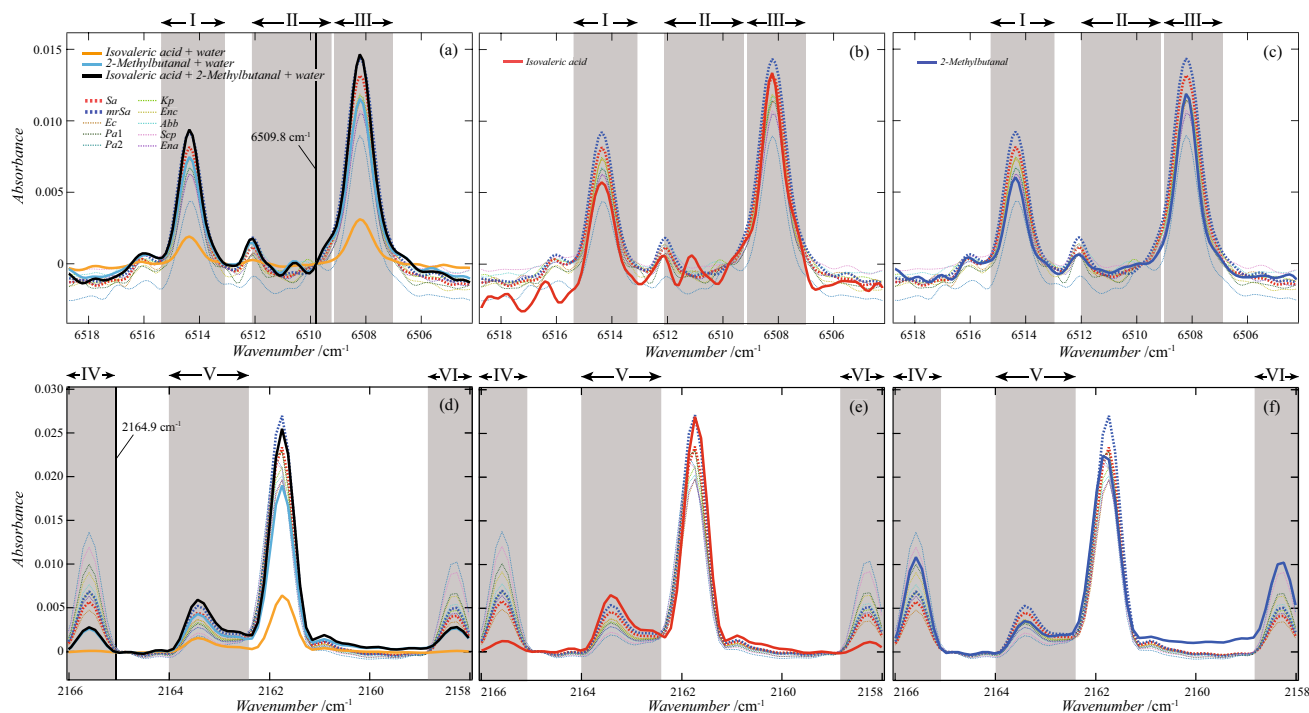 I II III
I II III
I II III
Absorbance
0.015
0.010
0.005
0
(a)
Isovaleric acid + water
2-Methylbutanal + water
Isovaleric acid + 2-Methylbutanal + water
Sa Kp
mrSa Enc
Ec Abb
Pa1 Scp
Pa2 Ena
6509.8 cm-1
6518 6516 6514 6512 6510 6508 6506
Wavenumber /cm-1
(b)
Isovaleric acid
6518 6516 6514 6512 6510 6508 6506
Wavenumber /cm-1
(c)
2-Methylbutanal
6518 6516 6514 6512 6510 6508 6506
Wavenumber /cm-1
IV V VI
IV V VI
IV V VI
Absorbance
0.030
0.025
0.020
0.015
0.010
0.005
0
(d)
2164.9 cm-1
2166 2164 2162 2160 2158
Wavenumber /cm-1
(e)
2166 2164 2162 2160 2158
Wavenumber /cm-1
(f)
2166 2164 2162 2160 2158
Wavenumber /cm-1